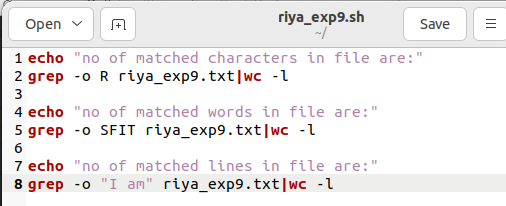 Open
riya_exp9.sh
~/
Save
1 echo "no of matched characters in file are:"
2 grep -o R riya_exp9.txt|wc -l
3
4 echo "no of matched words in file are:"
5 grep -o SFIT riya_exp9.txt|wc -l
6
7 echo "no of matched lines in file are:"
8 grep -o "I am" riya_exp9.txt|wc -l